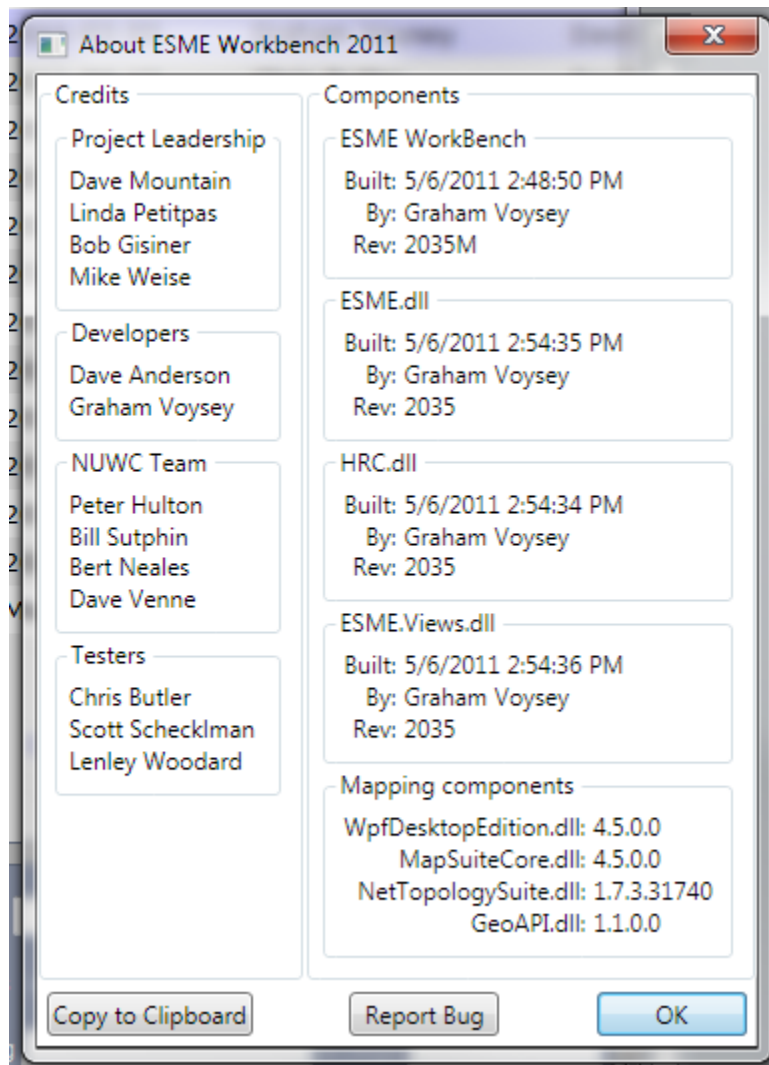 About ESME Workbench 2011
Credits
Project Leadership
Dave Mountain
Linda Petitpas
Bob Gisiner
Mike Weise
Developers
Dave Anderson
Graham Voysey
NUWC Team
Peter Hulton
Bill Sutphin
Bert Neales
Dave Venne
Testers
Chris Butler
Scott Schecklman
Lenley Woodard
Components
ESME WorkBench
Built: 5/6/2011 2:48:50 PM
By: Graham Voysey
Rev: 2035M
ESME.dll
Built: 5/6/2011 2:54:35 PM
By: Graham Voysey
Rev: 2035
HRC.dll
Built: 5/6/2011 2:54:34 PM
By: Graham Voysey
Rev: 2035
ESME.Views.dll
Built: 5/6/2011 2:54:36 PM
By: Graham Voysey
Rev: 2035
Mapping components
WpfDesktopEdition.dll: 4.5.0.0
MapSuiteCore.dll: 4.5.0.0
NetTopologySuite.dll: 1.7.3.31740
GeoAPI.dll: 1.1.0.0
Copy to Clipboard
Report Bug
OK